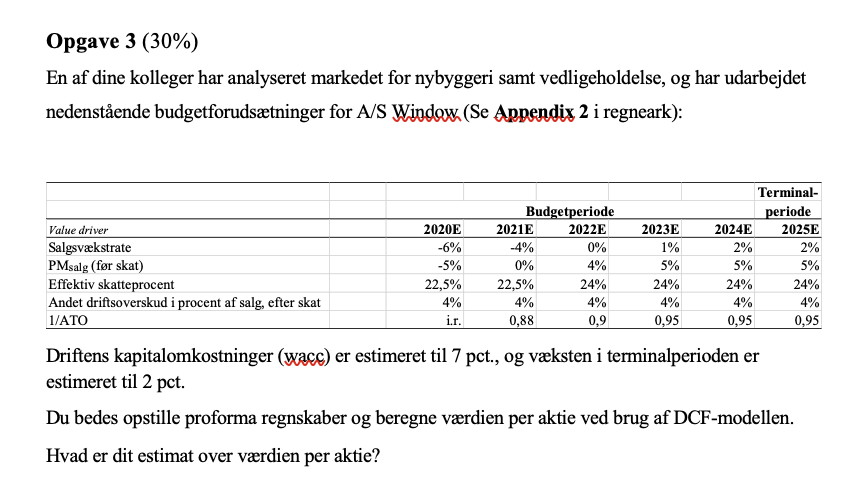 Opgave 3 (30%)
En af dine kolleger har analyseret markedet for nybyggeri samt vedligeholdelse, og har udarbejdet
nedenstående budgetforudsætninger for A/S Window (Se Appendix 2 i regneark):
Terminal-
Budgetperiode periode
Value driver 2020E 2021E 2022E 2023E 2024E 2025E
Salgsvækstrate -6% -4% 0% 1% 2% 2%
PMsalg (før skat) -5% 0% 4% 5% 5% 5%
Effektiv skatteprocent 22,5% 22,5% 24% 24% 24% 24%
Andet driftsoverskud i procent af salg, efter skat 4% 4% 4% 4% 4% 4%
1/ATO i.r. 0,88 0,9 0,95 0,95 0,95
Driftens kapitalomkostninger (wacc) er estimeret til 7 pct., og væksten i terminalperioden er
estimeret til 2 pct.
Du bedes opstille proforma regnskaber og beregne værdien per aktie ved brug af DCF-modellen.
Hvad er dit estimat over værdien per aktie?